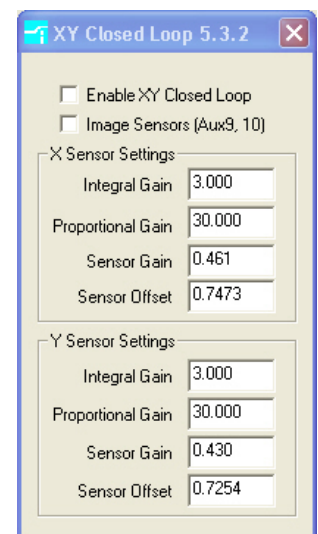 XY Closed Loop 5.3.2
Enable XY Closed Loop
Image Sensors (Aux9, 10)
X Sensor Settings
Integral Gain 3.000
Proportional Gain 30.000
Sensor Gain 0.461
Sensor Offset 0.7473
Y Sensor Settings
Integral Gain 3.000
Proportional Gain 30.000
Sensor Gain 0.430
Sensor Offset 0.7254